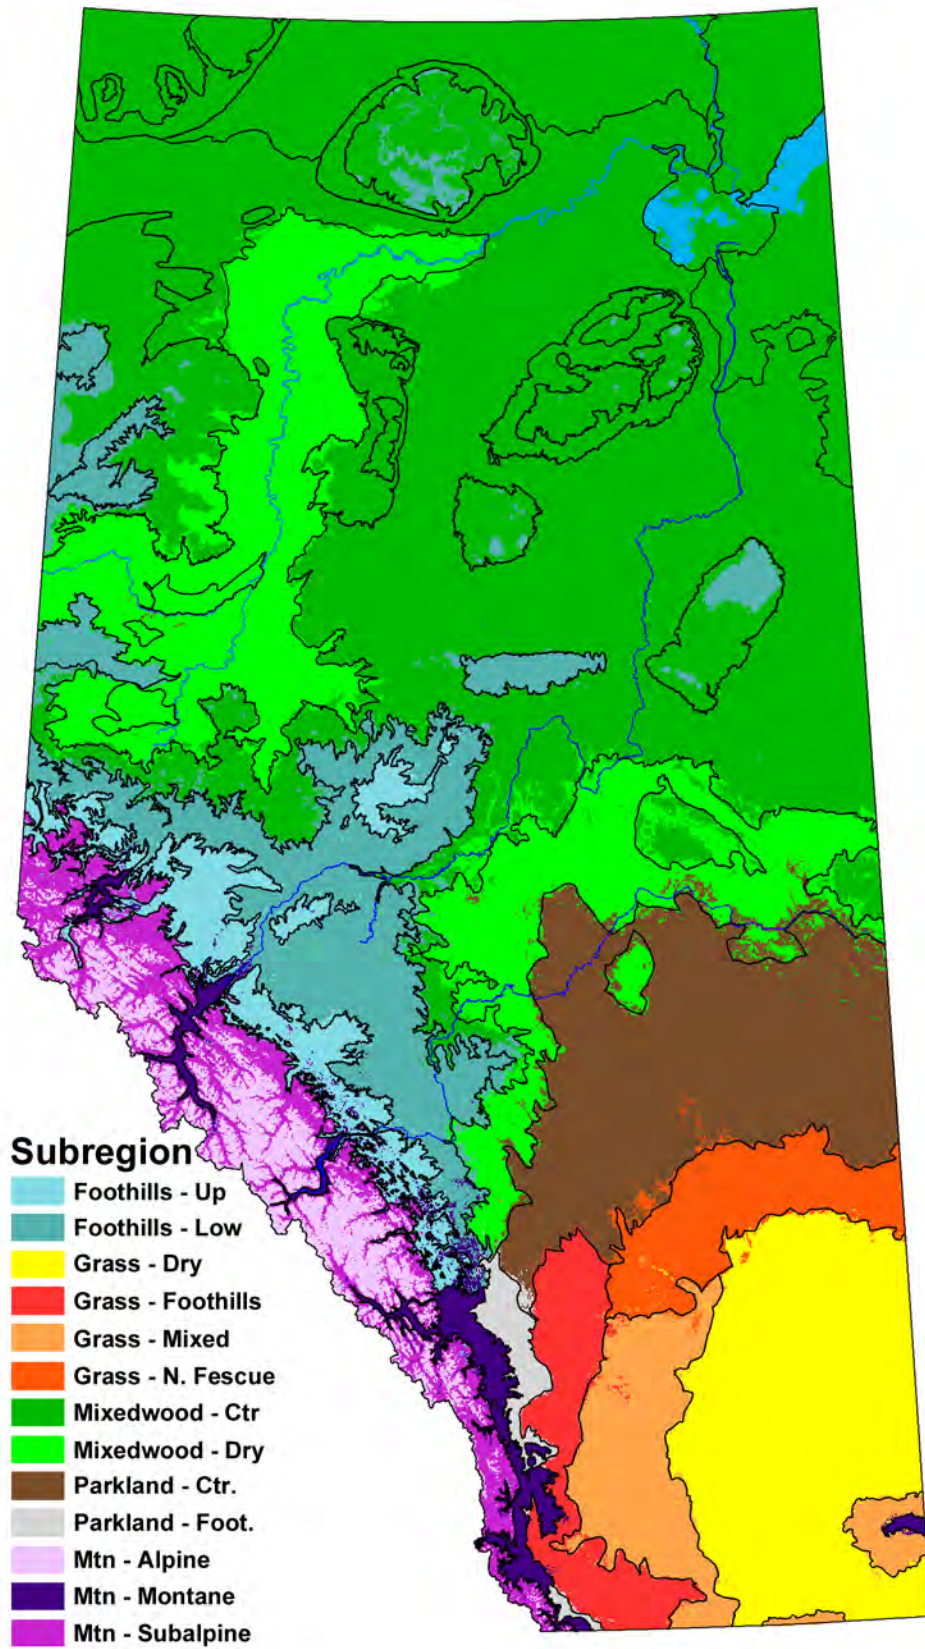 Subregion
Foothills - Up
Foothills - Low
Grass - Dry
Grass - Foothills
Grass - Mixed
Grass - N. Fescue
Mixedwood - Ctr
Mixedwood - Dry
Parkland - Ctr.
Parkland - Foot.
Mtn - Alpine
Mtn - Montane
Mtn - Subalpine